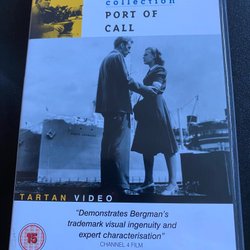 collection
PORT OF
CALL
TARTAN VIDEO
"Demonstrates Bergman's
trademark visual ingenuity and
expert characterisation"
CHANNEL 4 FILM
15